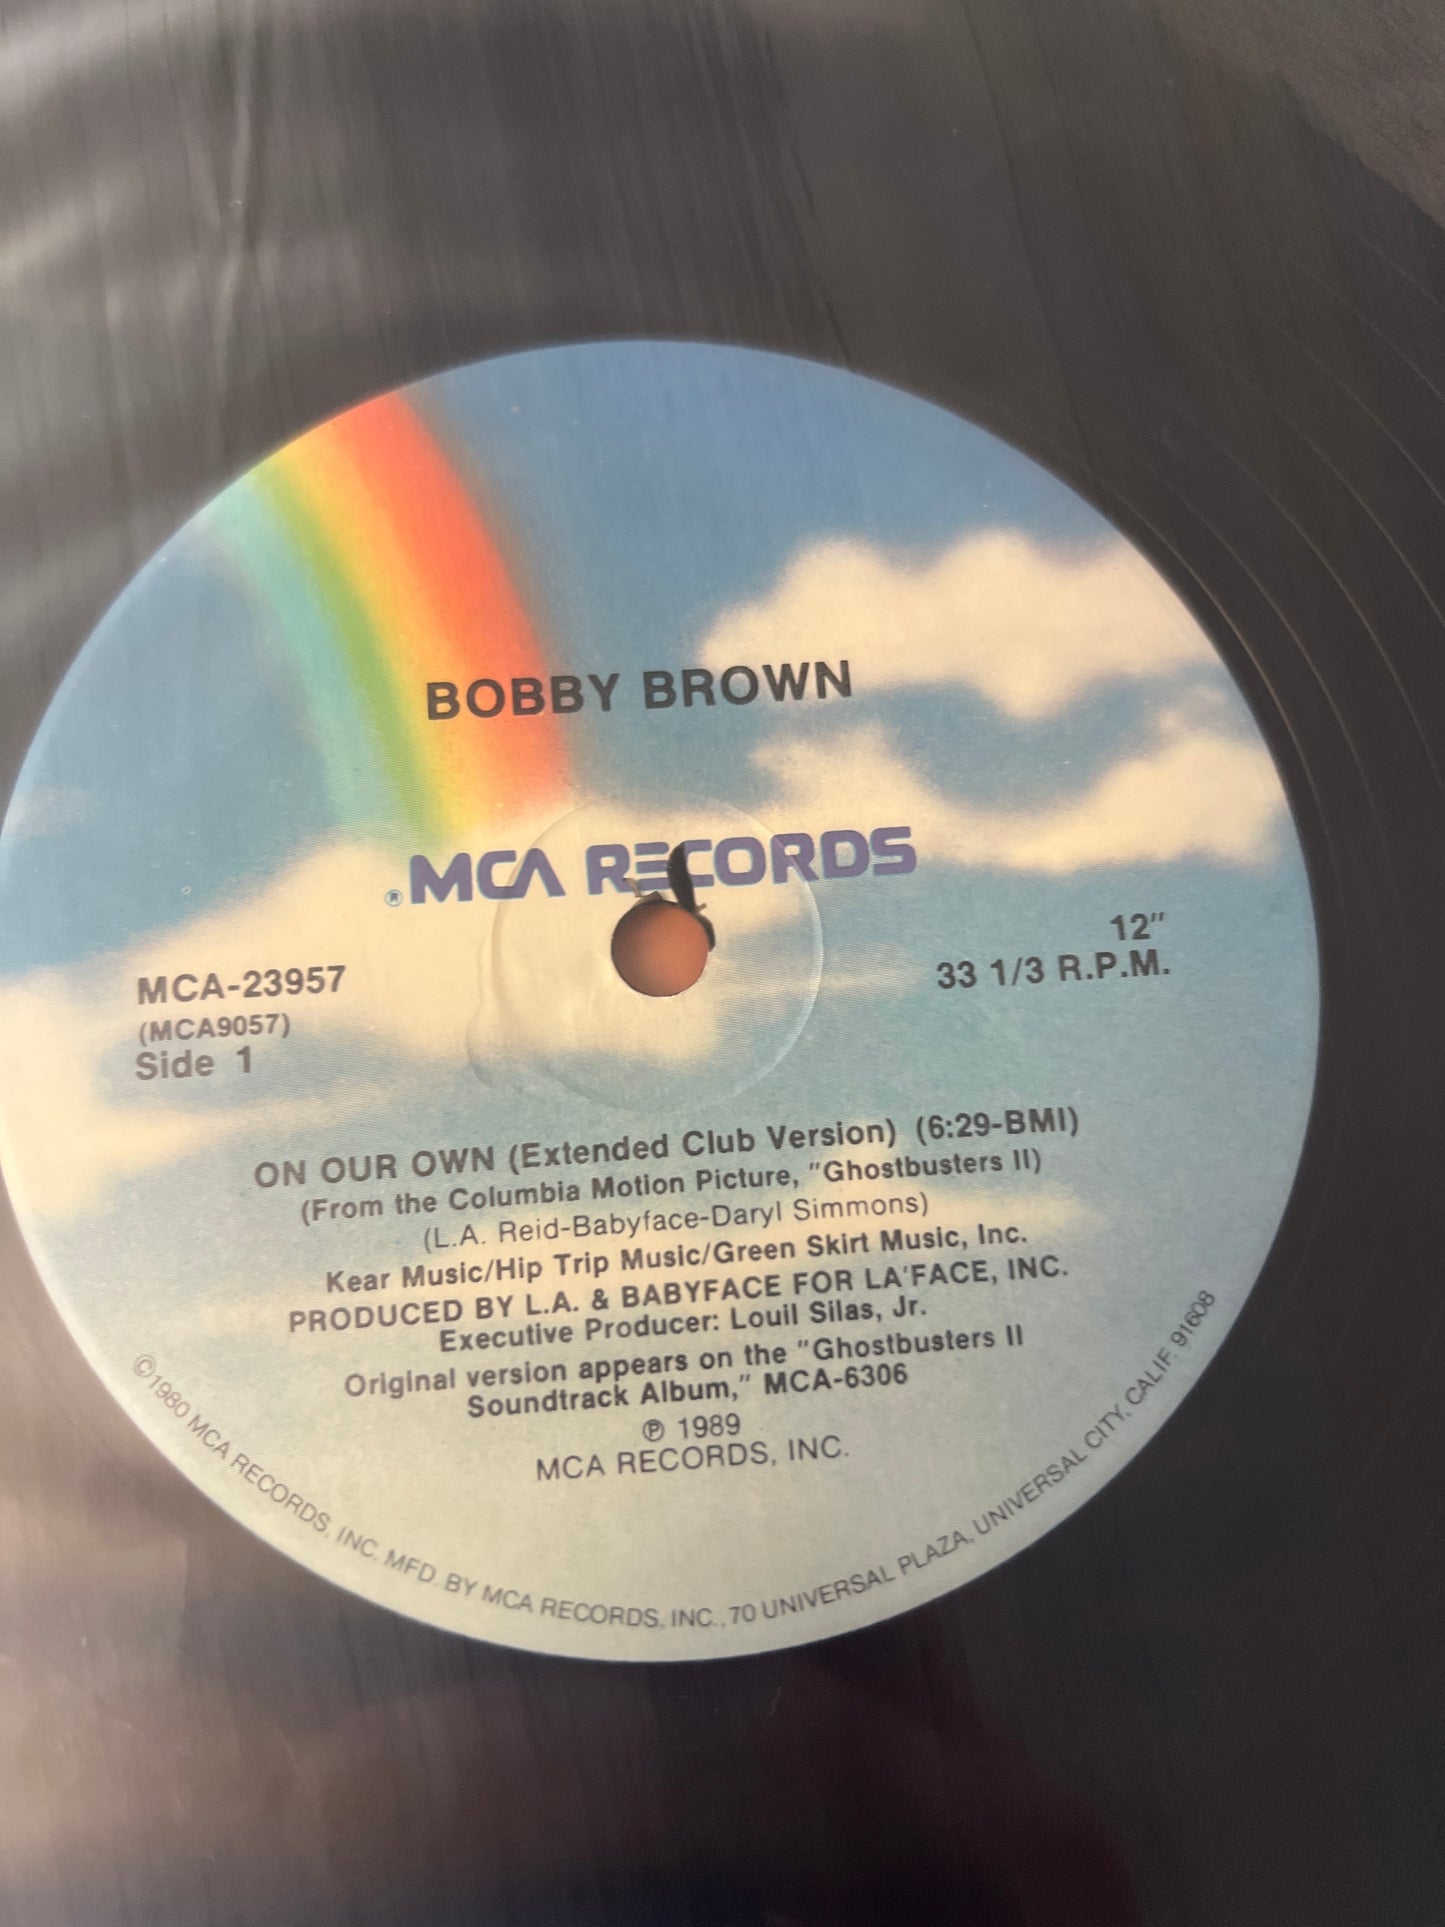 BOBBY BROWN
® MCA RECORDS
12"
33 1/3 R.P.M.
MCA-23957
(MCA9057)
Side 1
ON OUR OWN (Extended Club Version) (6:29-BMI)
(From the Columbia Motion Picture, "Ghostbusters II)
(L.A. Reid-Babyface-Daryl Simmons)
Kear Music/Hip Trip Music/Green Skirt Music, Inc.
PRODUCED BY L.A. & BABYFACE FOR LA'FACE, INC.
Executive Producer: Louil Silas, Jr.
Original version appears on the "Ghostbusters II
Soundtrack Album," MCA-6306
℗ 1989
MCA RECORDS, INC.
©1980 MCA RECORDS, INC. MFD. BY MCA RECORDS, INC., 70 UNIVERSAL PLAZA, UNIVERSAL CITY, CALIF. 91608